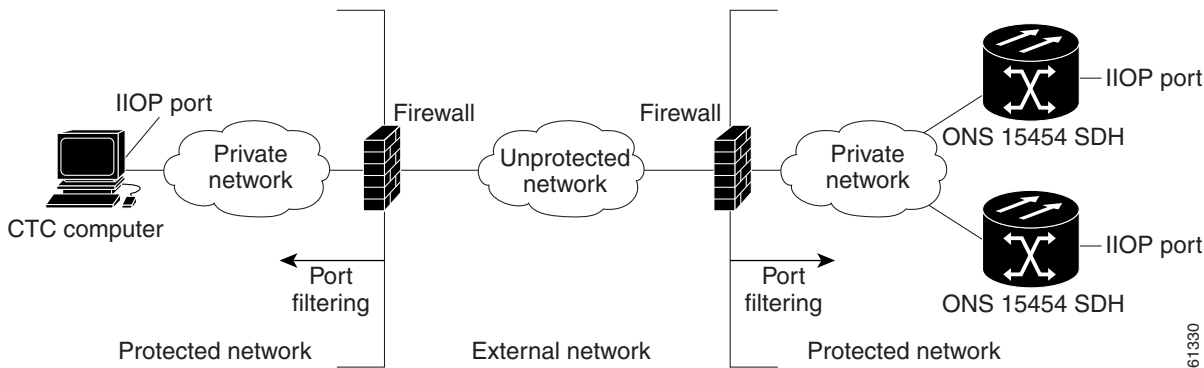 IIOP port
Private
network
CTC computer
Firewall
Port
filtering
Protected network
Unprotected
network
External network
Firewall
Private
network
Port
filtering
Protected network
IIOP port
ONS 15454 SDH
IIOP port
ONS 15454 SDH
61330